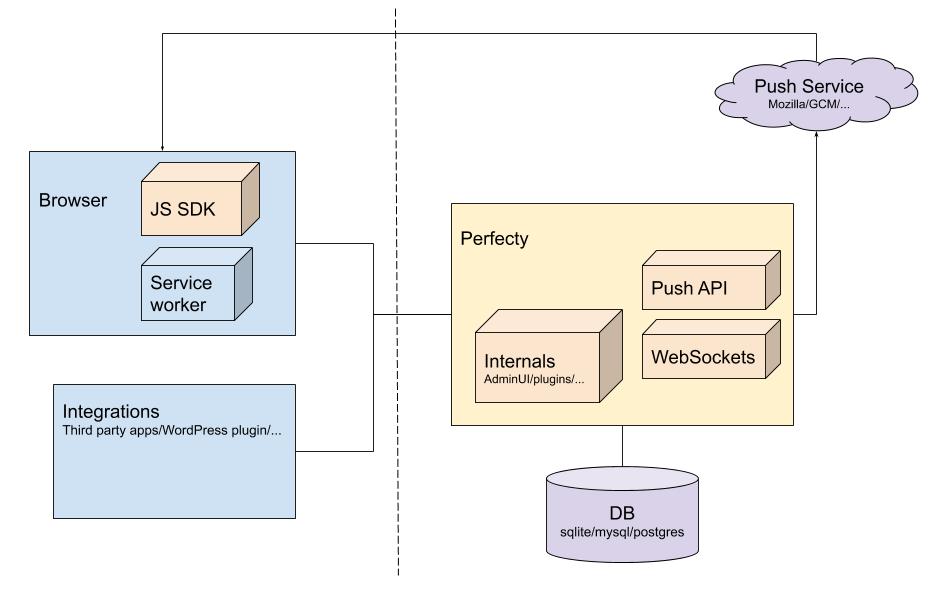 Push Service
Mozilla/GCM/...
Browser
JS SDK
Service
worker
Perfecty
Push API
WebSockets
Internals
AdminUI/plugins/...
Integrations
Third party apps/WordPress plugin/...
DB
sqlite/mysql/postgres